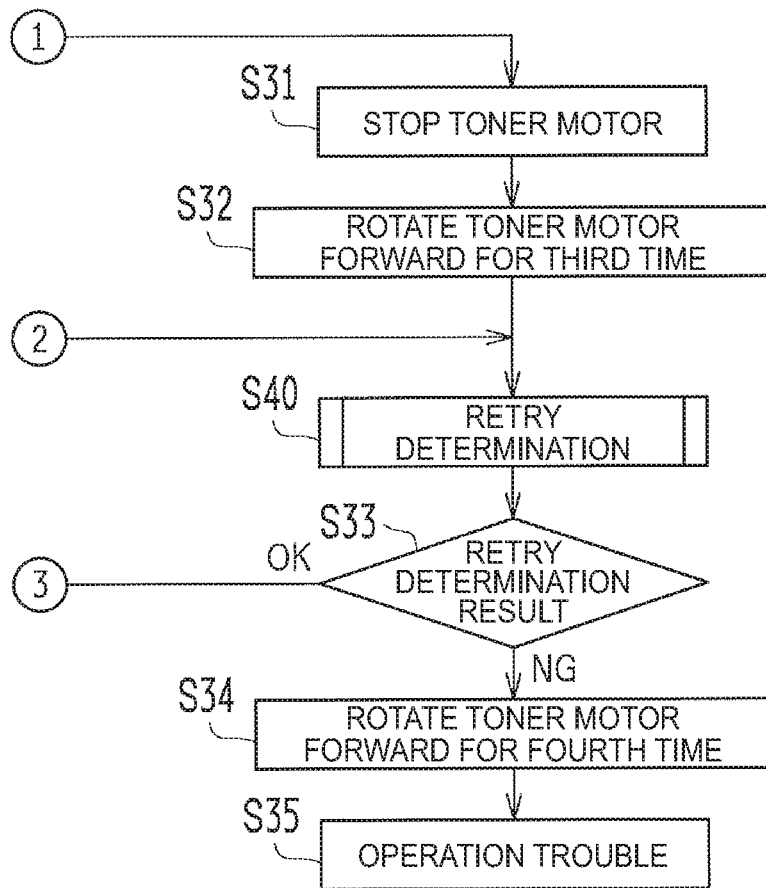 1
S31
STOP TONER MOTOR
S32
ROTATE TONER MOTOR
FORWARD FOR THIRD TIME
2
S40
RETRY
DETERMINATION
S33
OK
3
RETRY
DETERMINATION
RESULT
NG
S34
ROTATE TONER MOTOR
FORWARD FOR FOURTH TIME
S35
OPERATION TROUBLE